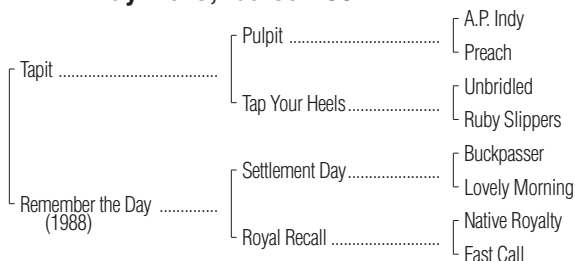 A.P. Indy
Pulpit ........................................
Preach
Tapit ..........................................
Unbridled
Tap Your Heels........................
Ruby Slippers
Buckpasser
Settlement Day........................
Lovely Morning
Remember the Day ...............
(1988)
Native Royalty
Royal Recall ............................
Fast Call